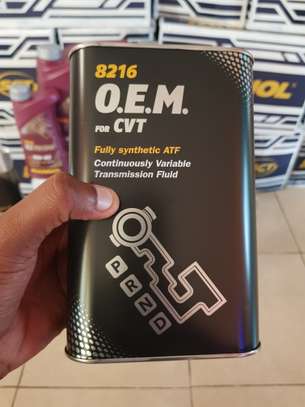 8216
O.E.M.
FOR CVT
Fully synthetic ATF
Continuously Variable
Transmission Fluid
P
R
N
D